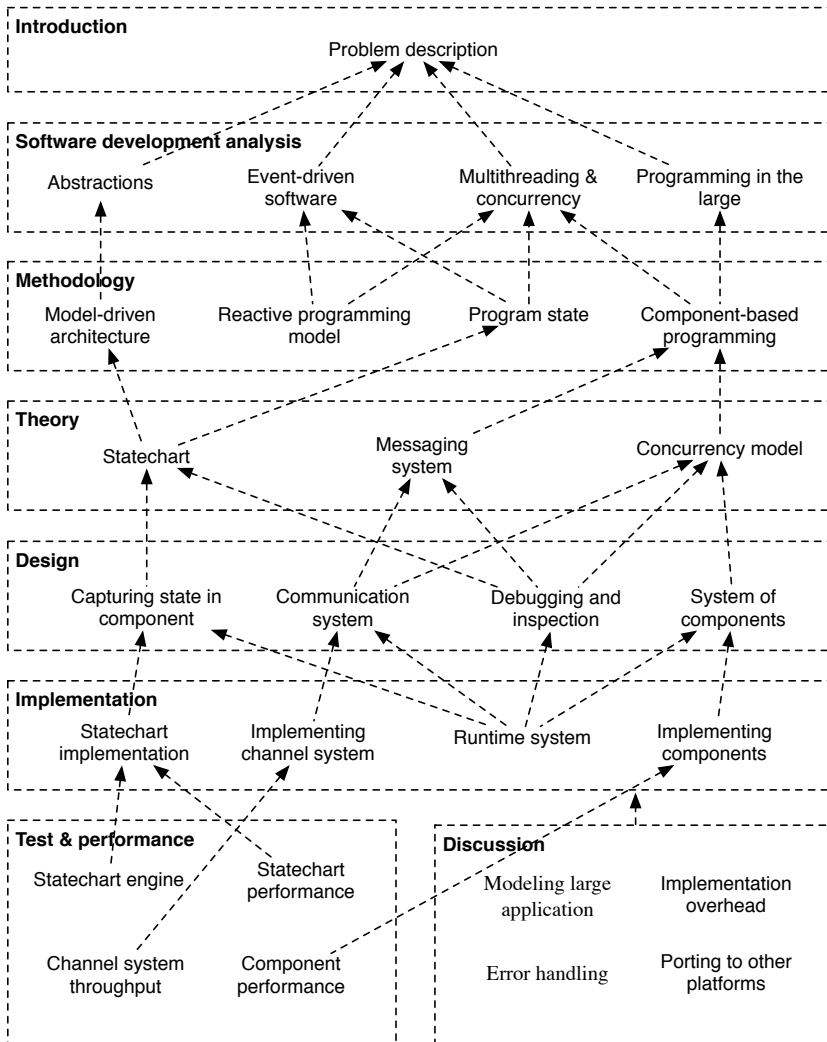 Introduction
Problem description
Software development analysis
Abstractions
Event-driven
software
Multithreading &
concurrency
Programming in the
large
Methodology
Model-driven
architecture
Reactive programming
model
Program state
Component-based
programming
Theory
Statechart
Messaging
system
Concurrency model
Design
Capturing state in
component
Communication
system
Debugging and
inspection
System of
components
Implementation
Statechart
implementation
Implementing
channel system
Runtime system
Implementing
components
Test & performance
Statechart engine
Statechart
performance
Channel system
throughput
Component
performance
Discussion
Modeling large
application
Implementation
overhead
Error handling
Porting to other
platforms